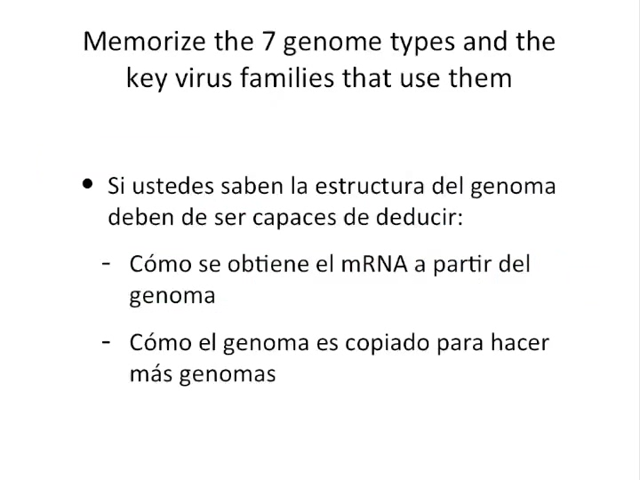 Memorize the 7 genome types and the
key virus families that use them
• Si ustedes saben la estructura del genoma
deben de ser capaces de deducir:
- Cómo se obtiene el mRNA a partir del
genoma
- Cómo el genoma es copiado para hacer
más genomas